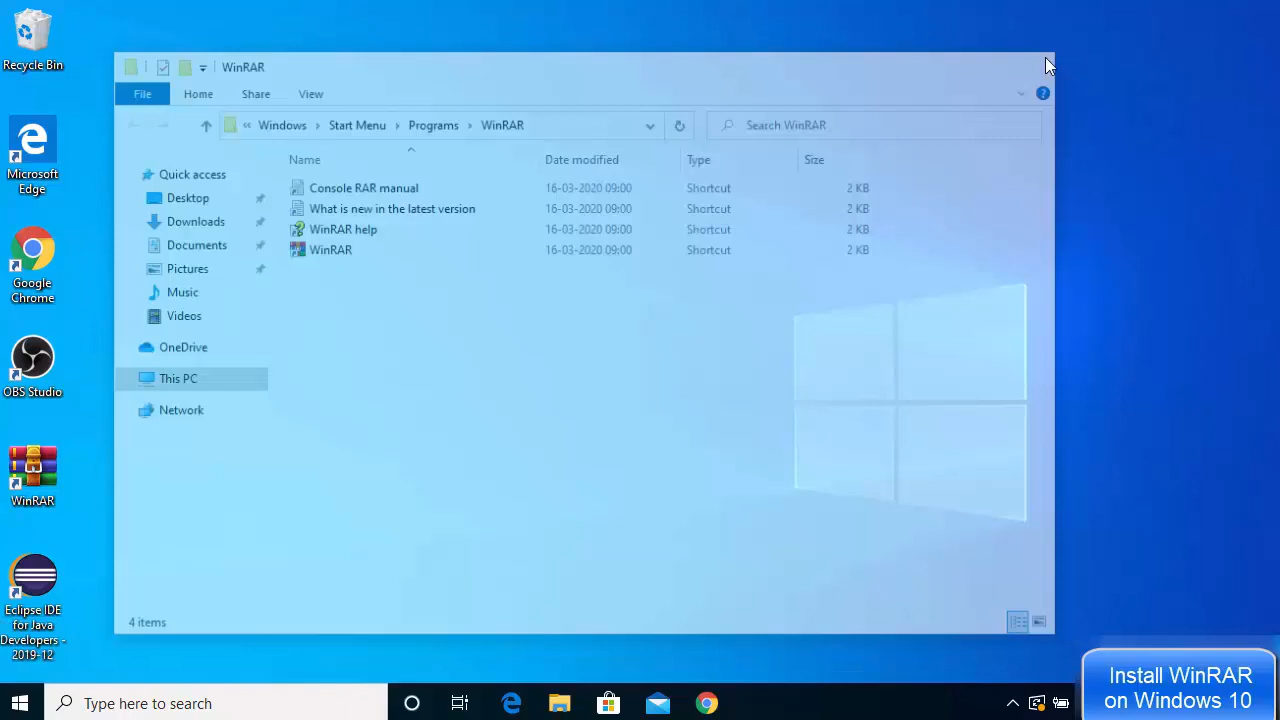 Recycle Bin
Microsoft
Edge
Google
Chrome
OBS Studio
WinRAR
Eclipse IDE
for Java
Developers -
2019-12
WinRAR
File Home Share View
« Windows › Start Menu › Programs › WinRAR
Search WinRAR
Name Date modified Type Size
Console RAR manual 16-03-2020 09:00 Shortcut 2 KB
What is new in the latest version 16-03-2020 09:00 Shortcut 2 KB
WinRAR help 16-03-2020 09:00 Shortcut 2 KB
WinRAR 16-03-2020 09:00 Shortcut 2 KB
Quick access
Desktop
Downloads
Documents
Pictures
Music
Videos
OneDrive
This PC
Network
4 items
Type here to search
Install WinRAR
on Windows 10